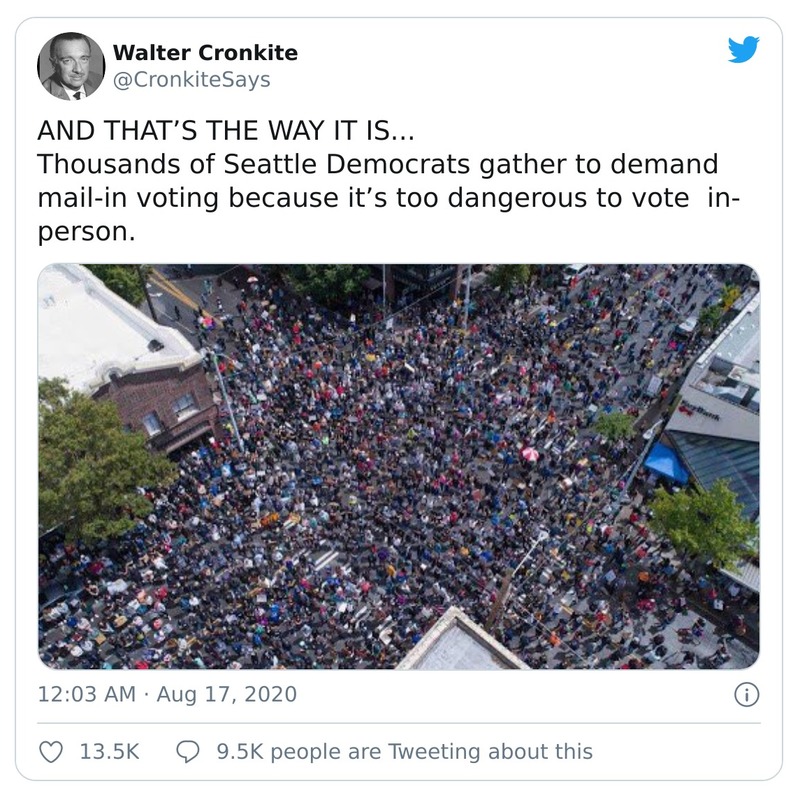 Walter Cronkite
@CronkiteSays
AND THAT’S THE WAY IT IS…
Thousands of Seattle Democrats gather to demand
mail-in voting because it’s too dangerous to vote  in-
person.
12:03 AM · Aug 17, 2020
13.5K
9.5K people are Tweeting about this